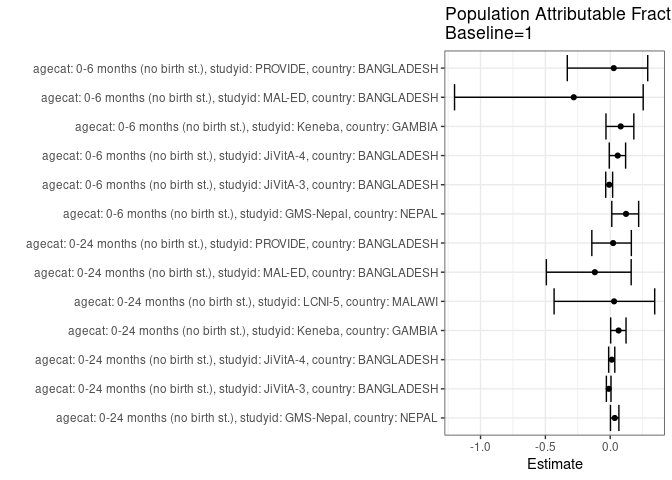 Population Attributable Fract
Baseline=1
agecat: 0-6 months (no birth st.), studyid: PROVIDE, country: BANGLADESH
agecat: 0-6 months (no birth st.), studyid: MAL-ED, country: BANGLADESH
agecat: 0-6 months (no birth st.), studyid: Keneba, country: GAMBIA
agecat: 0-6 months (no birth st.), studyid: JiVitA-4, country: BANGLADESH
agecat: 0-6 months (no birth st.), studyid: JiVitA-3, country: BANGLADESH
agecat: 0-6 months (no birth st.), studyid: GMS-Nepal, country: NEPAL
agecat: 0-24 months (no birth st.), studyid: PROVIDE, country: BANGLADESH
agecat: 0-24 months (no birth st.), studyid: MAL-ED, country: BANGLADESH
agecat: 0-24 months (no birth st.), studyid: LCNI-5, country: MALAWI
agecat: 0-24 months (no birth st.), studyid: Keneba, country: GAMBIA
agecat: 0-24 months (no birth st.), studyid: JiVitA-4, country: BANGLADESH
agecat: 0-24 months (no birth st.), studyid: JiVitA-3, country: BANGLADESH
agecat: 0-24 months (no birth st.), studyid: GMS-Nepal, country: NEPAL
-1.0 -0.5 0.0
Estimate